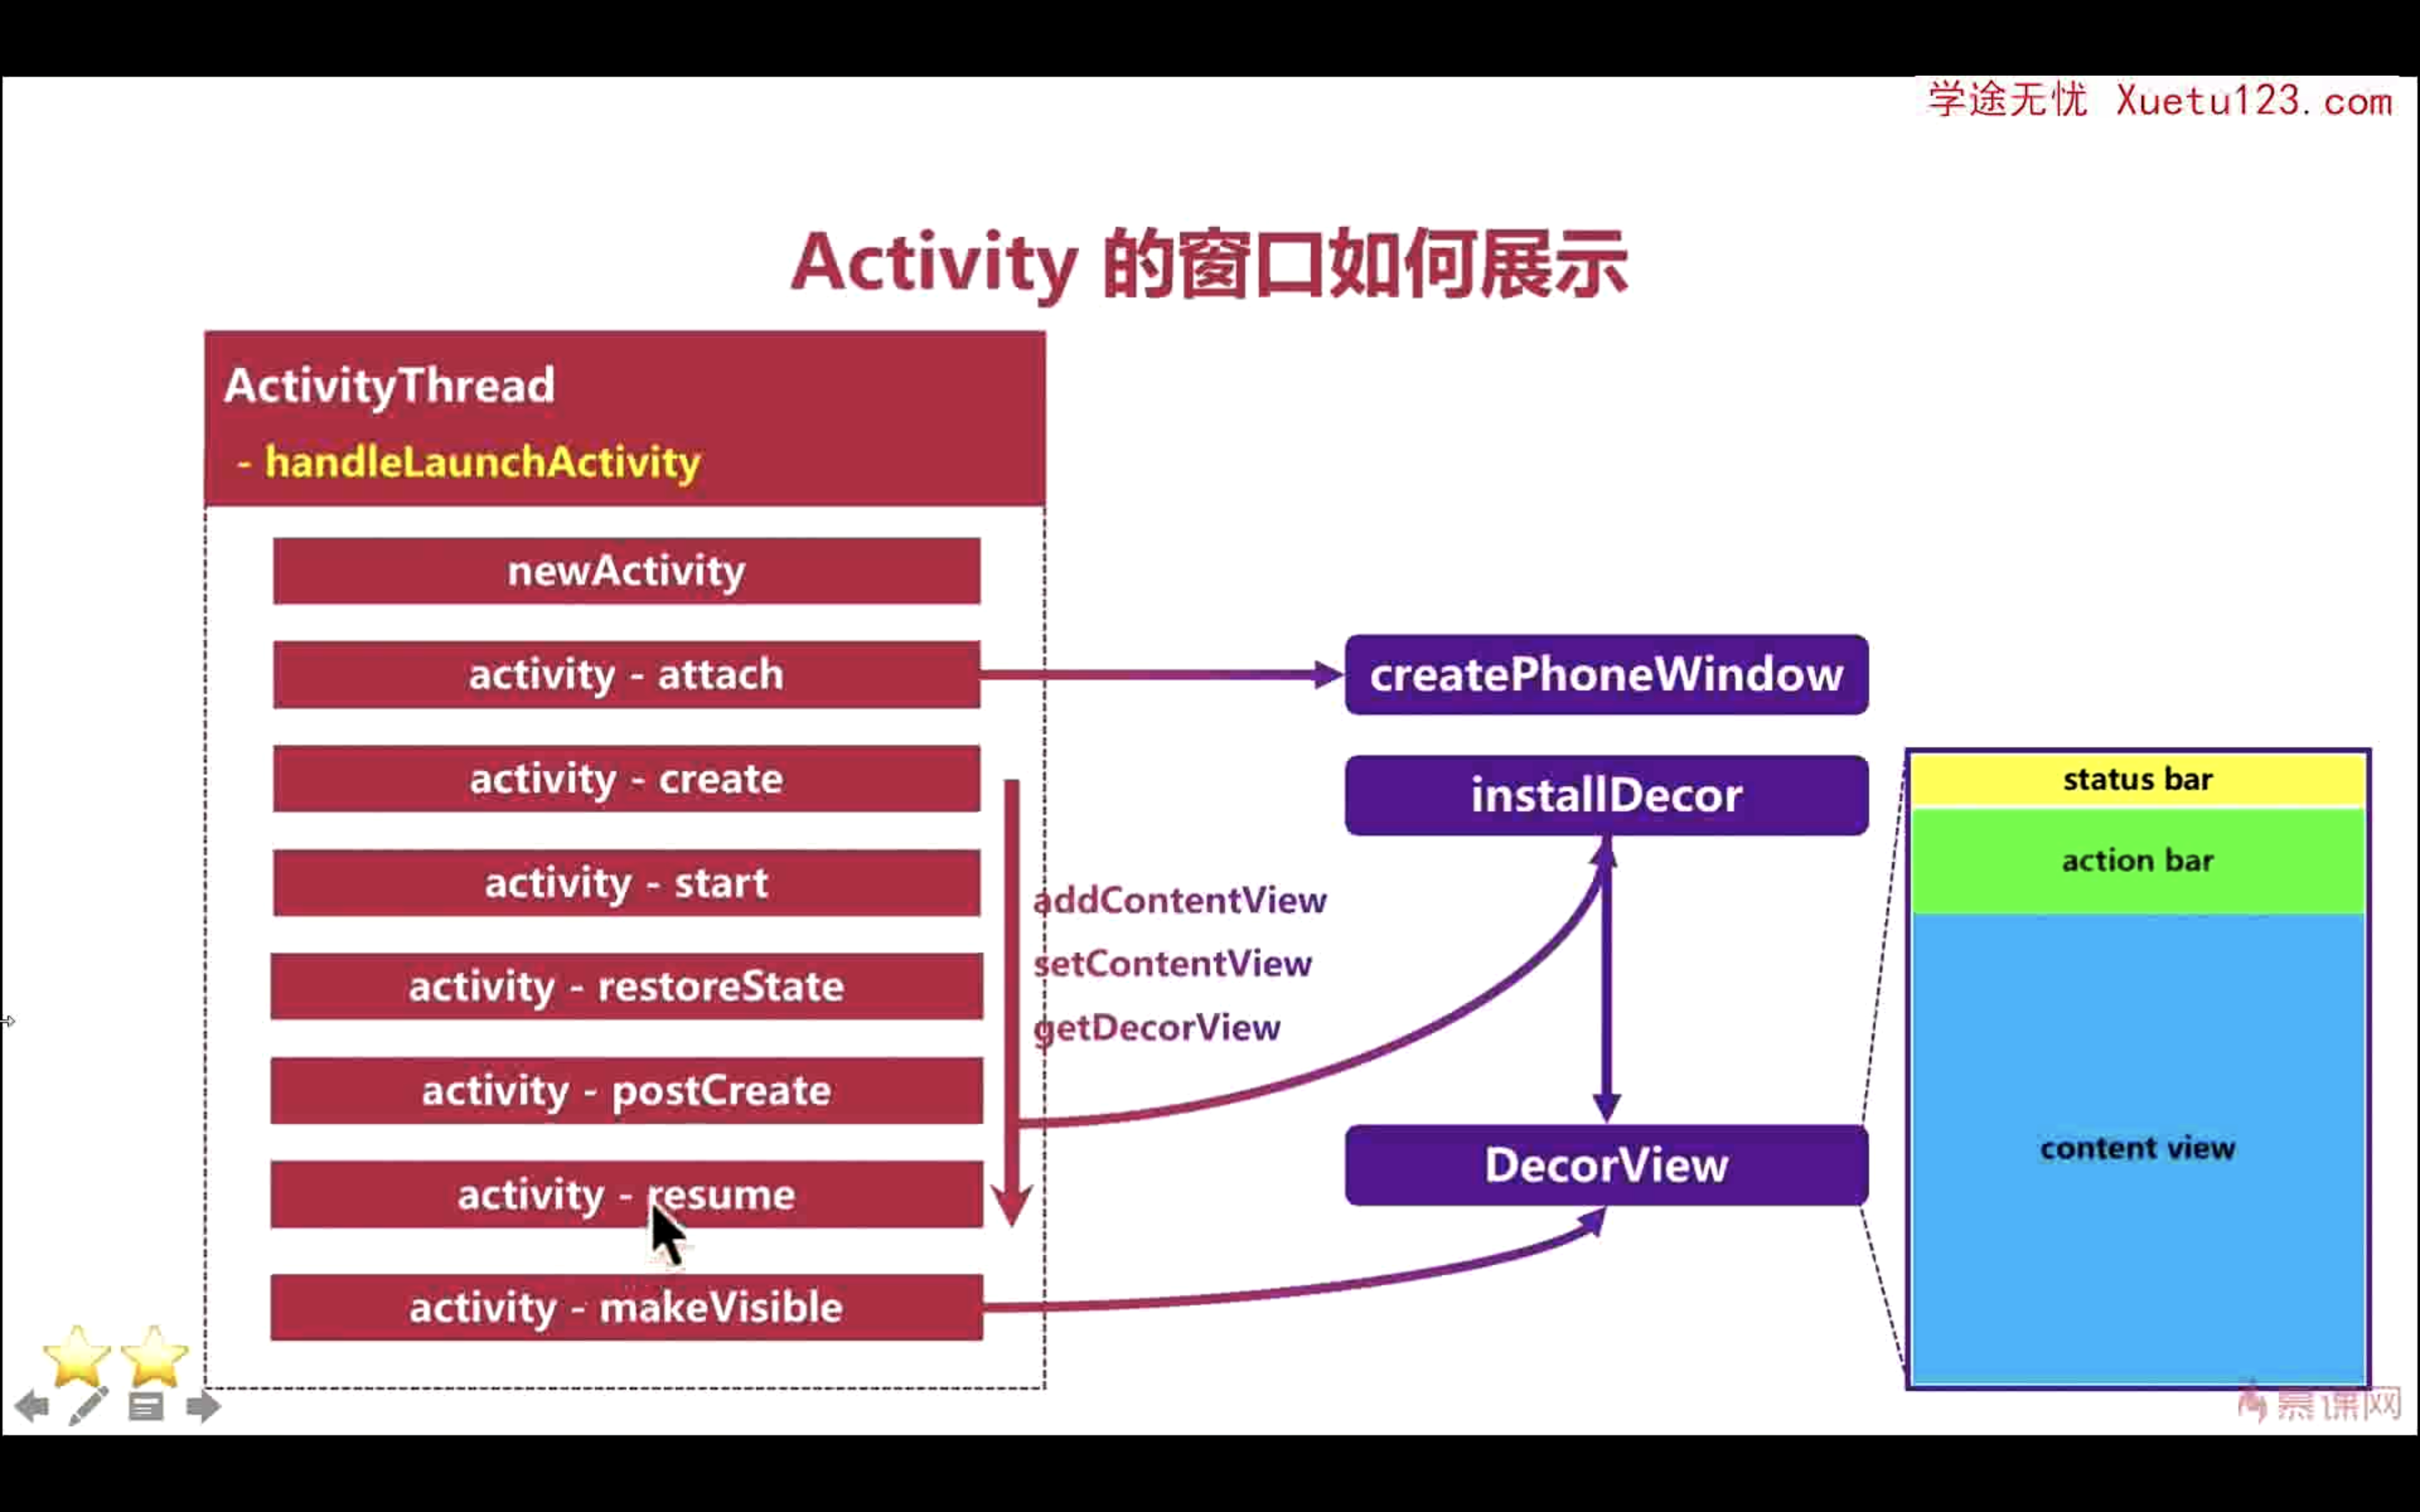 学途无忧 Xuetu123.com
Activity 的窗口如何展示
ActivityThread
- handleLaunchActivity
newActivity
activity - attach
activity - create
activity - start
activity - restoreState
activity - postCreate
activity - resume
activity - makeVisible
addContentView
setContentView
getDecorView
createPhoneWindow
installDecor
DecorView
status bar
action bar
content view
慕课网